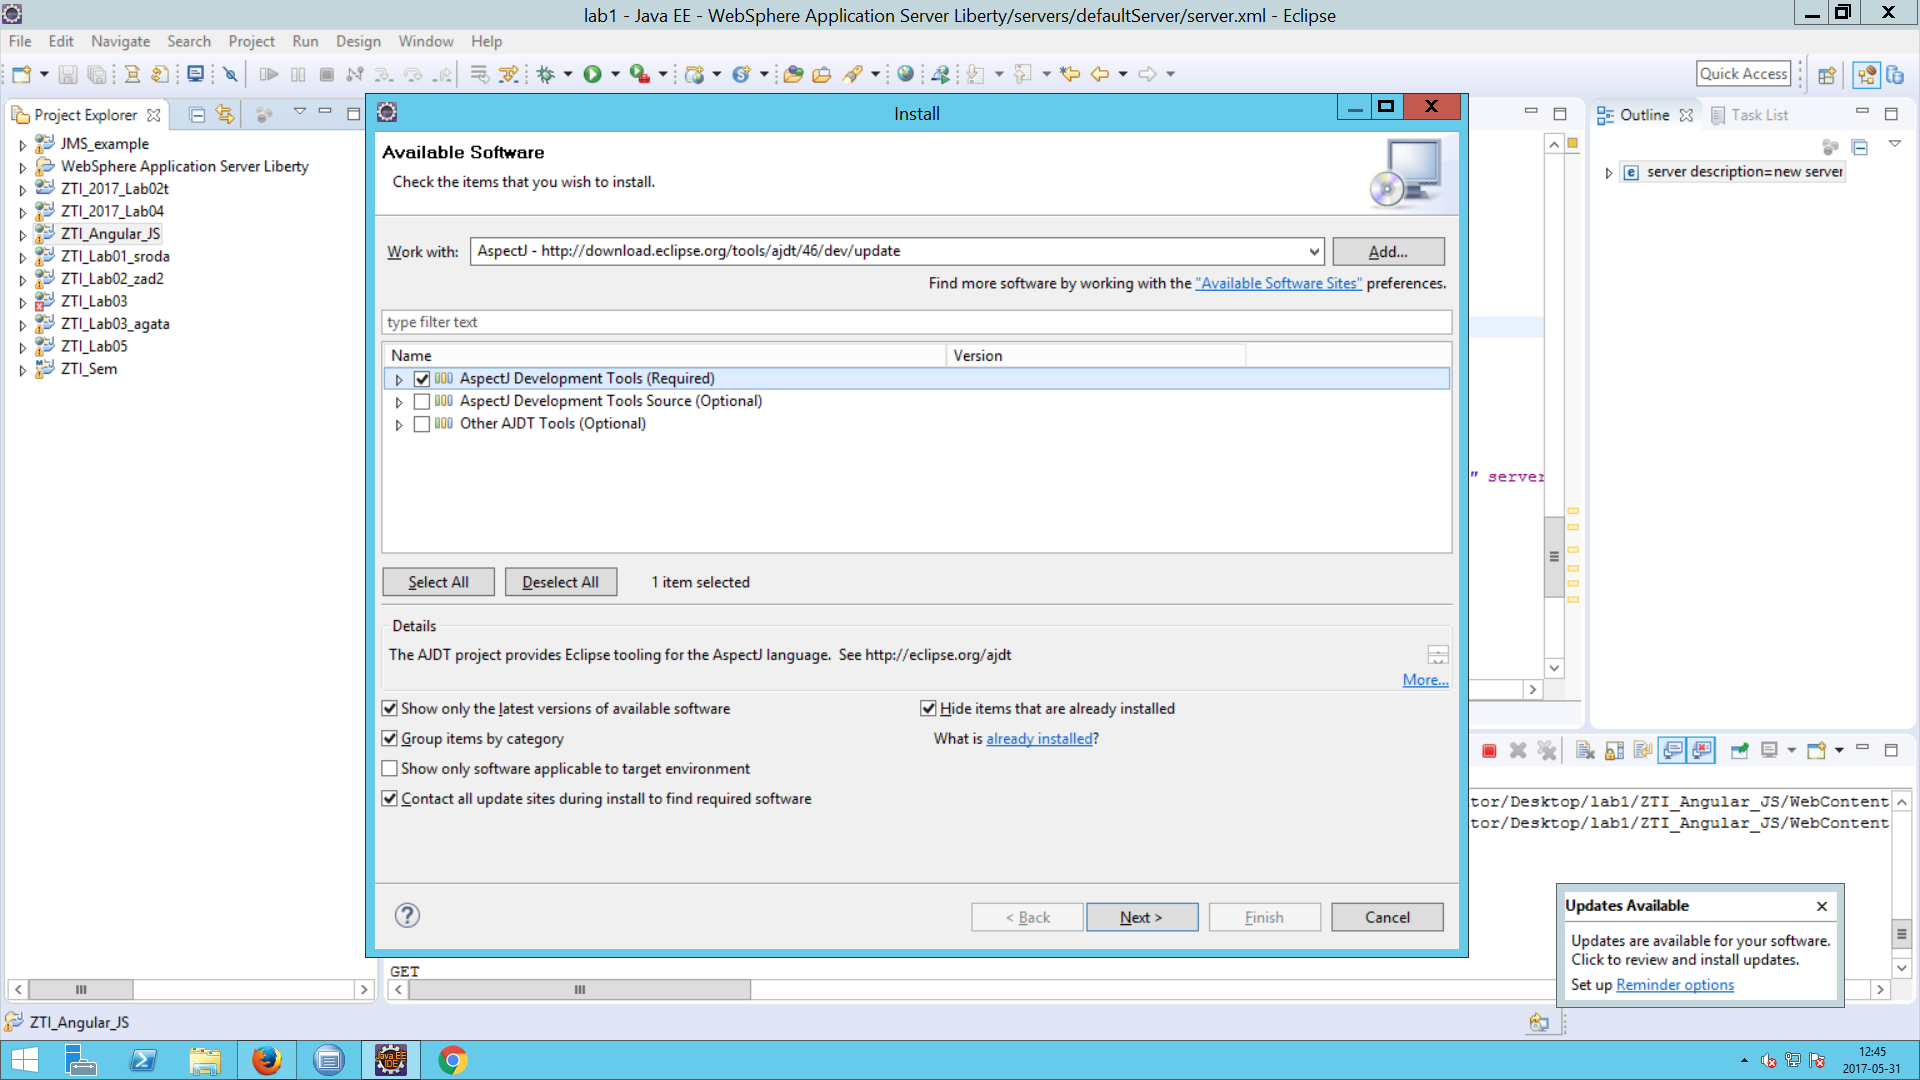 lab1 - Java EE - WebSphere Application Server Liberty/servers/defaultServer/server.xml - Eclipse
File Edit Navigate Search Project Run Design Window Help
Quick Access
Project Explorer
JMS_example
WebSphere Application Server Liberty
ZTI_2017_Lab02t
ZTI_2017_Lab04
ZTI_Angular_JS
ZTI_Lab01_sroda
ZTI_Lab02_zad2
ZTI_Lab03
ZTI_Lab03_agata
ZTI_Lab05
ZTI_Sem
Install
Available Software
Check the items that you wish to install.
Work with: AspectJ - http://download.eclipse.org/tools/ajdt/46/dev/update Add...
Find more software by working with the "Available Software Sites" preferences.
type filter text
Name Version
AspectJ Development Tools (Required)
AspectJ Development Tools Source (Optional)
Other AJDT Tools (Optional)
Select All Deselect All 1 item selected
Details
The AJDT project provides Eclipse tooling for the AspectJ language. See http://eclipse.org/ajdt
More...
Show only the latest versions of available software Hide items that are already installed
Group items by category What is already installed?
Show only software applicable to target environment
Contact all update sites during install to find required software
< Back Next > Finish Cancel
Outline Task List
server description=new server
" server
tor/Desktop/lab1/ZTI_Angular_JS/WebContent
tor/Desktop/lab1/ZTI_Angular_JS/WebContent
GET
Updates Available
Updates are available for your software.
Click to review and install updates.
Set up Reminder options
ZTI_Angular_JS
Java EE
IDE
12:45
2017-05-31